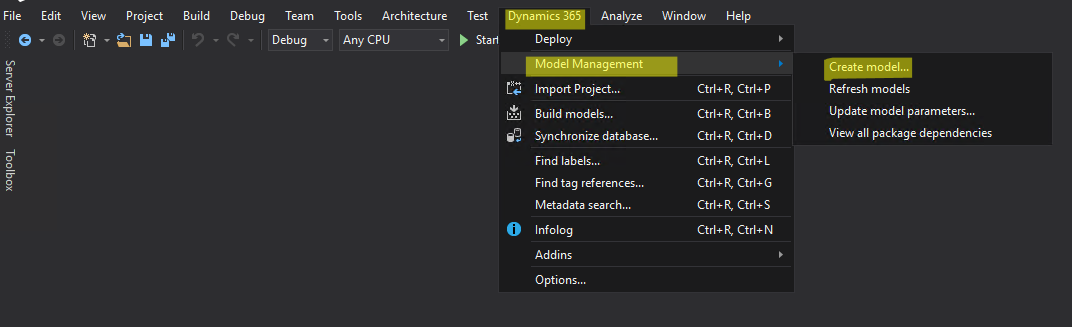 File Edit View Project Build Debug Team Tools Architecture Test Dynamics 365 Analyze Window Help
Debug Any CPU Start
Server Explorer
Toolbox
Deploy
Model Management
Import Project... Ctrl+R, Ctrl+P
Build models... Ctrl+R, Ctrl+B
Synchronize database... Ctrl+R, Ctrl+D
Find labels... Ctrl+R, Ctrl+L
Find tag references... Ctrl+R, Ctrl+G
Metadata search... Ctrl+R, Ctrl+S
Infolog Ctrl+R, Ctrl+N
Addins
Options...
Create model...
Refresh models
Update model parameters...
View all package dependencies